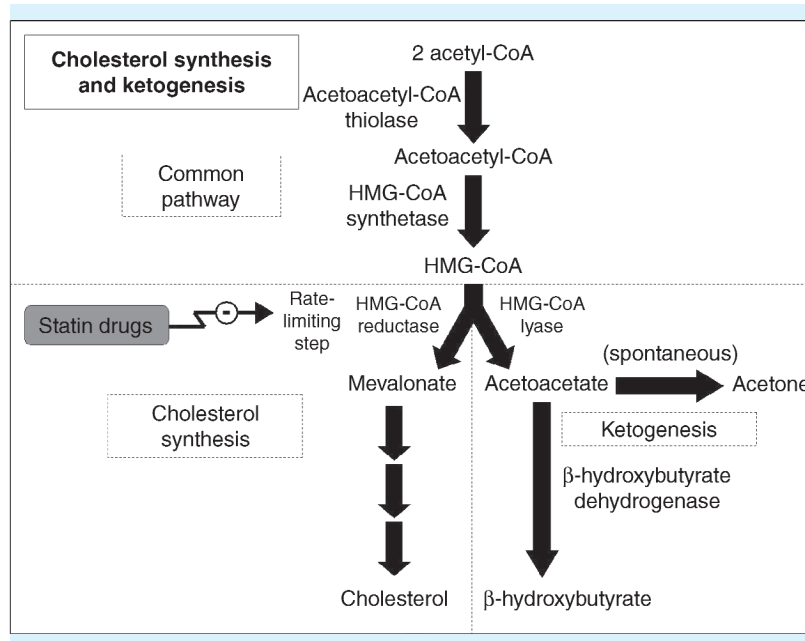 Cholesterol synthesis
and ketogenesis
2 acetyl-CoA
Acetoacetyl-CoA
thiolase
Acetoacetyl-CoA
Common
pathway
HMG-CoA
synthetase
HMG-CoA
Statin drugs
-
Rate-
limiting
step
HMG-CoA
reductase
HMG-CoA
lyase
(spontaneous)
Mevalonate
Acetoacetate
Acetone
Cholesterol
synthesis
Ketogenesis
β-hydroxybutyrate
dehydrogenase
Cholesterol
β-hydroxybutyrate